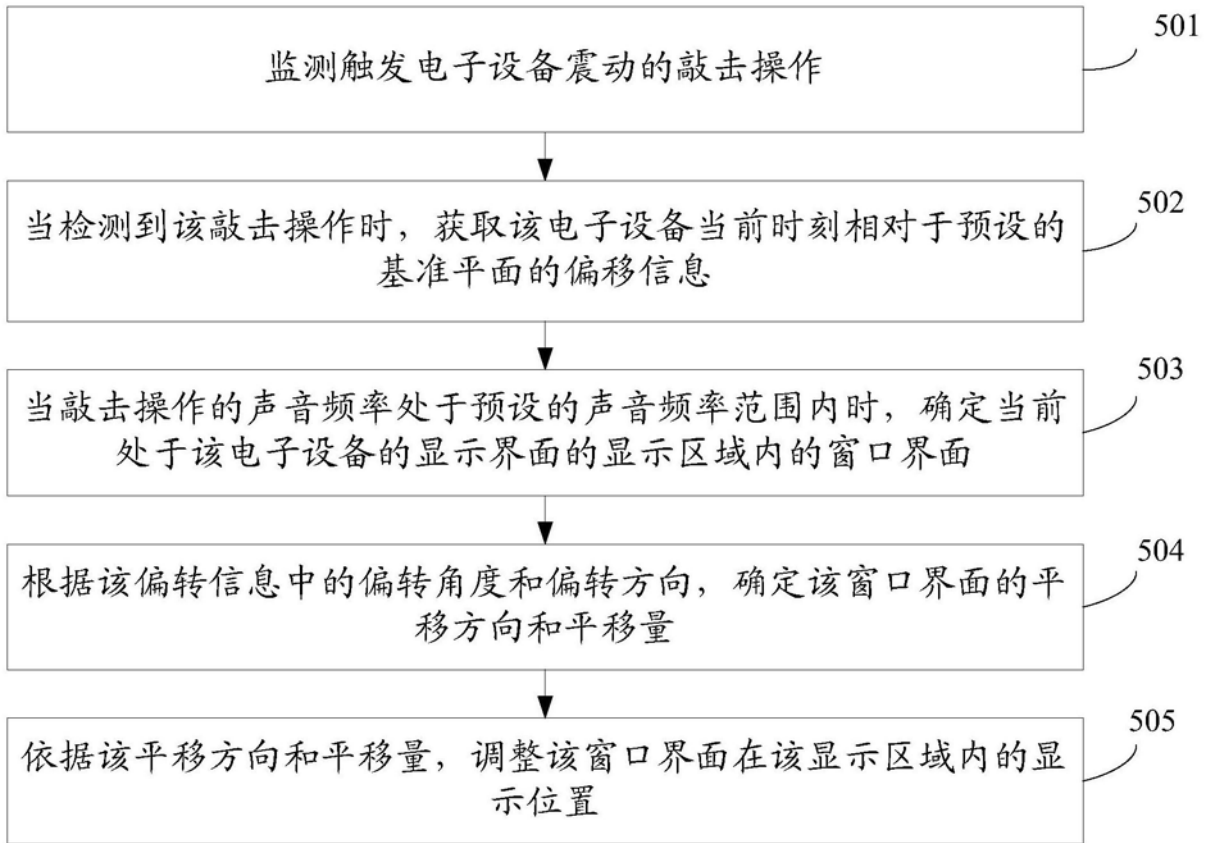 监测触发电子设备震动的敲击操作
501
当检测到该敲击操作时，获取该电子设备当前时刻相对于预设的
基准平面的偏移信息
502
当敲击操作的声音频率处于预设的声音频率范围内时，确定当前
处于该电子设备的显示界面的显示区域内的窗口界面
503
根据该偏转信息中的偏转角度和偏转方向，确定该窗口界面的平
移方向和平移量
504
依据该平移方向和平移量，调整该窗口界面在该显示区域内的显
示位置
505